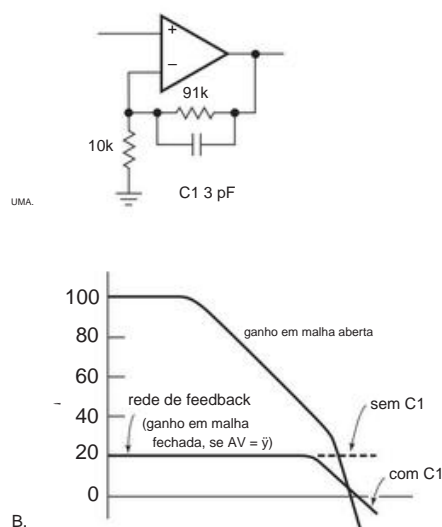 +
–
91k
10k
C1 3 pF
UMA.
100
80
60
40
20
0
ganho em malha aberta
rede de feedback
(ganho em malha
fechada, se AV = ÿ)
sem C1
com C1
B.